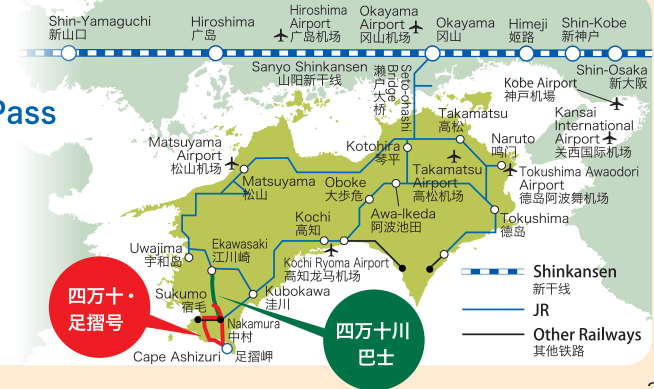 Shin-Yamaguchi
新山口
Hiroshima
广岛
Hiroshima
Airport
广岛机场
Okayama
Airport
冈山机场
Okayama
冈山
Himeji
姫路
Shin-Kobe
新神户
Sanyo Shinkansen
山阳新干线
Seto-ohashi
Bridge
濑户大桥
Shin-Osaka
新大阪
Kobe Airport
神戸机場
Pass
Kansai
International
Airport
关西国际机场
Matsuyama
Airport
松山机场
Kotohira
琴平
Takamatsu
高松
Naruto
鸣门
Takamatsu
Airport
高松机场
Tokushima Awaodori
Airport
德岛阿波舞机场
Matsuyama
松山
Oboke
大歩危
Awa-Ikeda
阿波池田
Tokushima
德岛
Kochi
高知
Uwajima
宇和岛
Ekawasaki
江川崎
Kochi Ryoma Airport
高知龙马机场
Shinkansen
新干线
四万十・
足摺号
Sukumo
宿毛
Kubokawa
洼川
JR
Nakamura
中村
四万十川
巴士
Other Railways
其他铁路
Cape Ashizuri
足摺岬